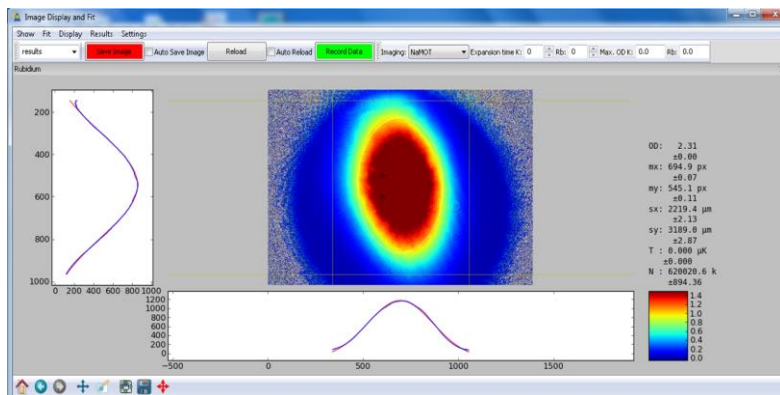 Image Display and Fit
Show Fit Display Results Settings
results Save Image Auto Save Image Reload Auto Reload Record Data Imaging: NaMOT Expansion time K: 0 Rb: 0 Max. OD K: 0.0 Rb: 0.0
Rubidium
200
400
600
800
1000
0 200 400 600 800 1000
OD: 2.31
±0.00
mx: 694.9 px
±0.07
my: 545.1 px
±0.11
sx: 2219.4 µm
±2.13
sy: 3189.0 µm
±2.87
T : 0.000 µK
±0.000
N : 620020.6 k
±894.36
1200
1000
800
600
400
200
0
−500 0 500 1000 1500
1.4
1.2
1.0
0.8
0.6
0.4
0.2
0.0